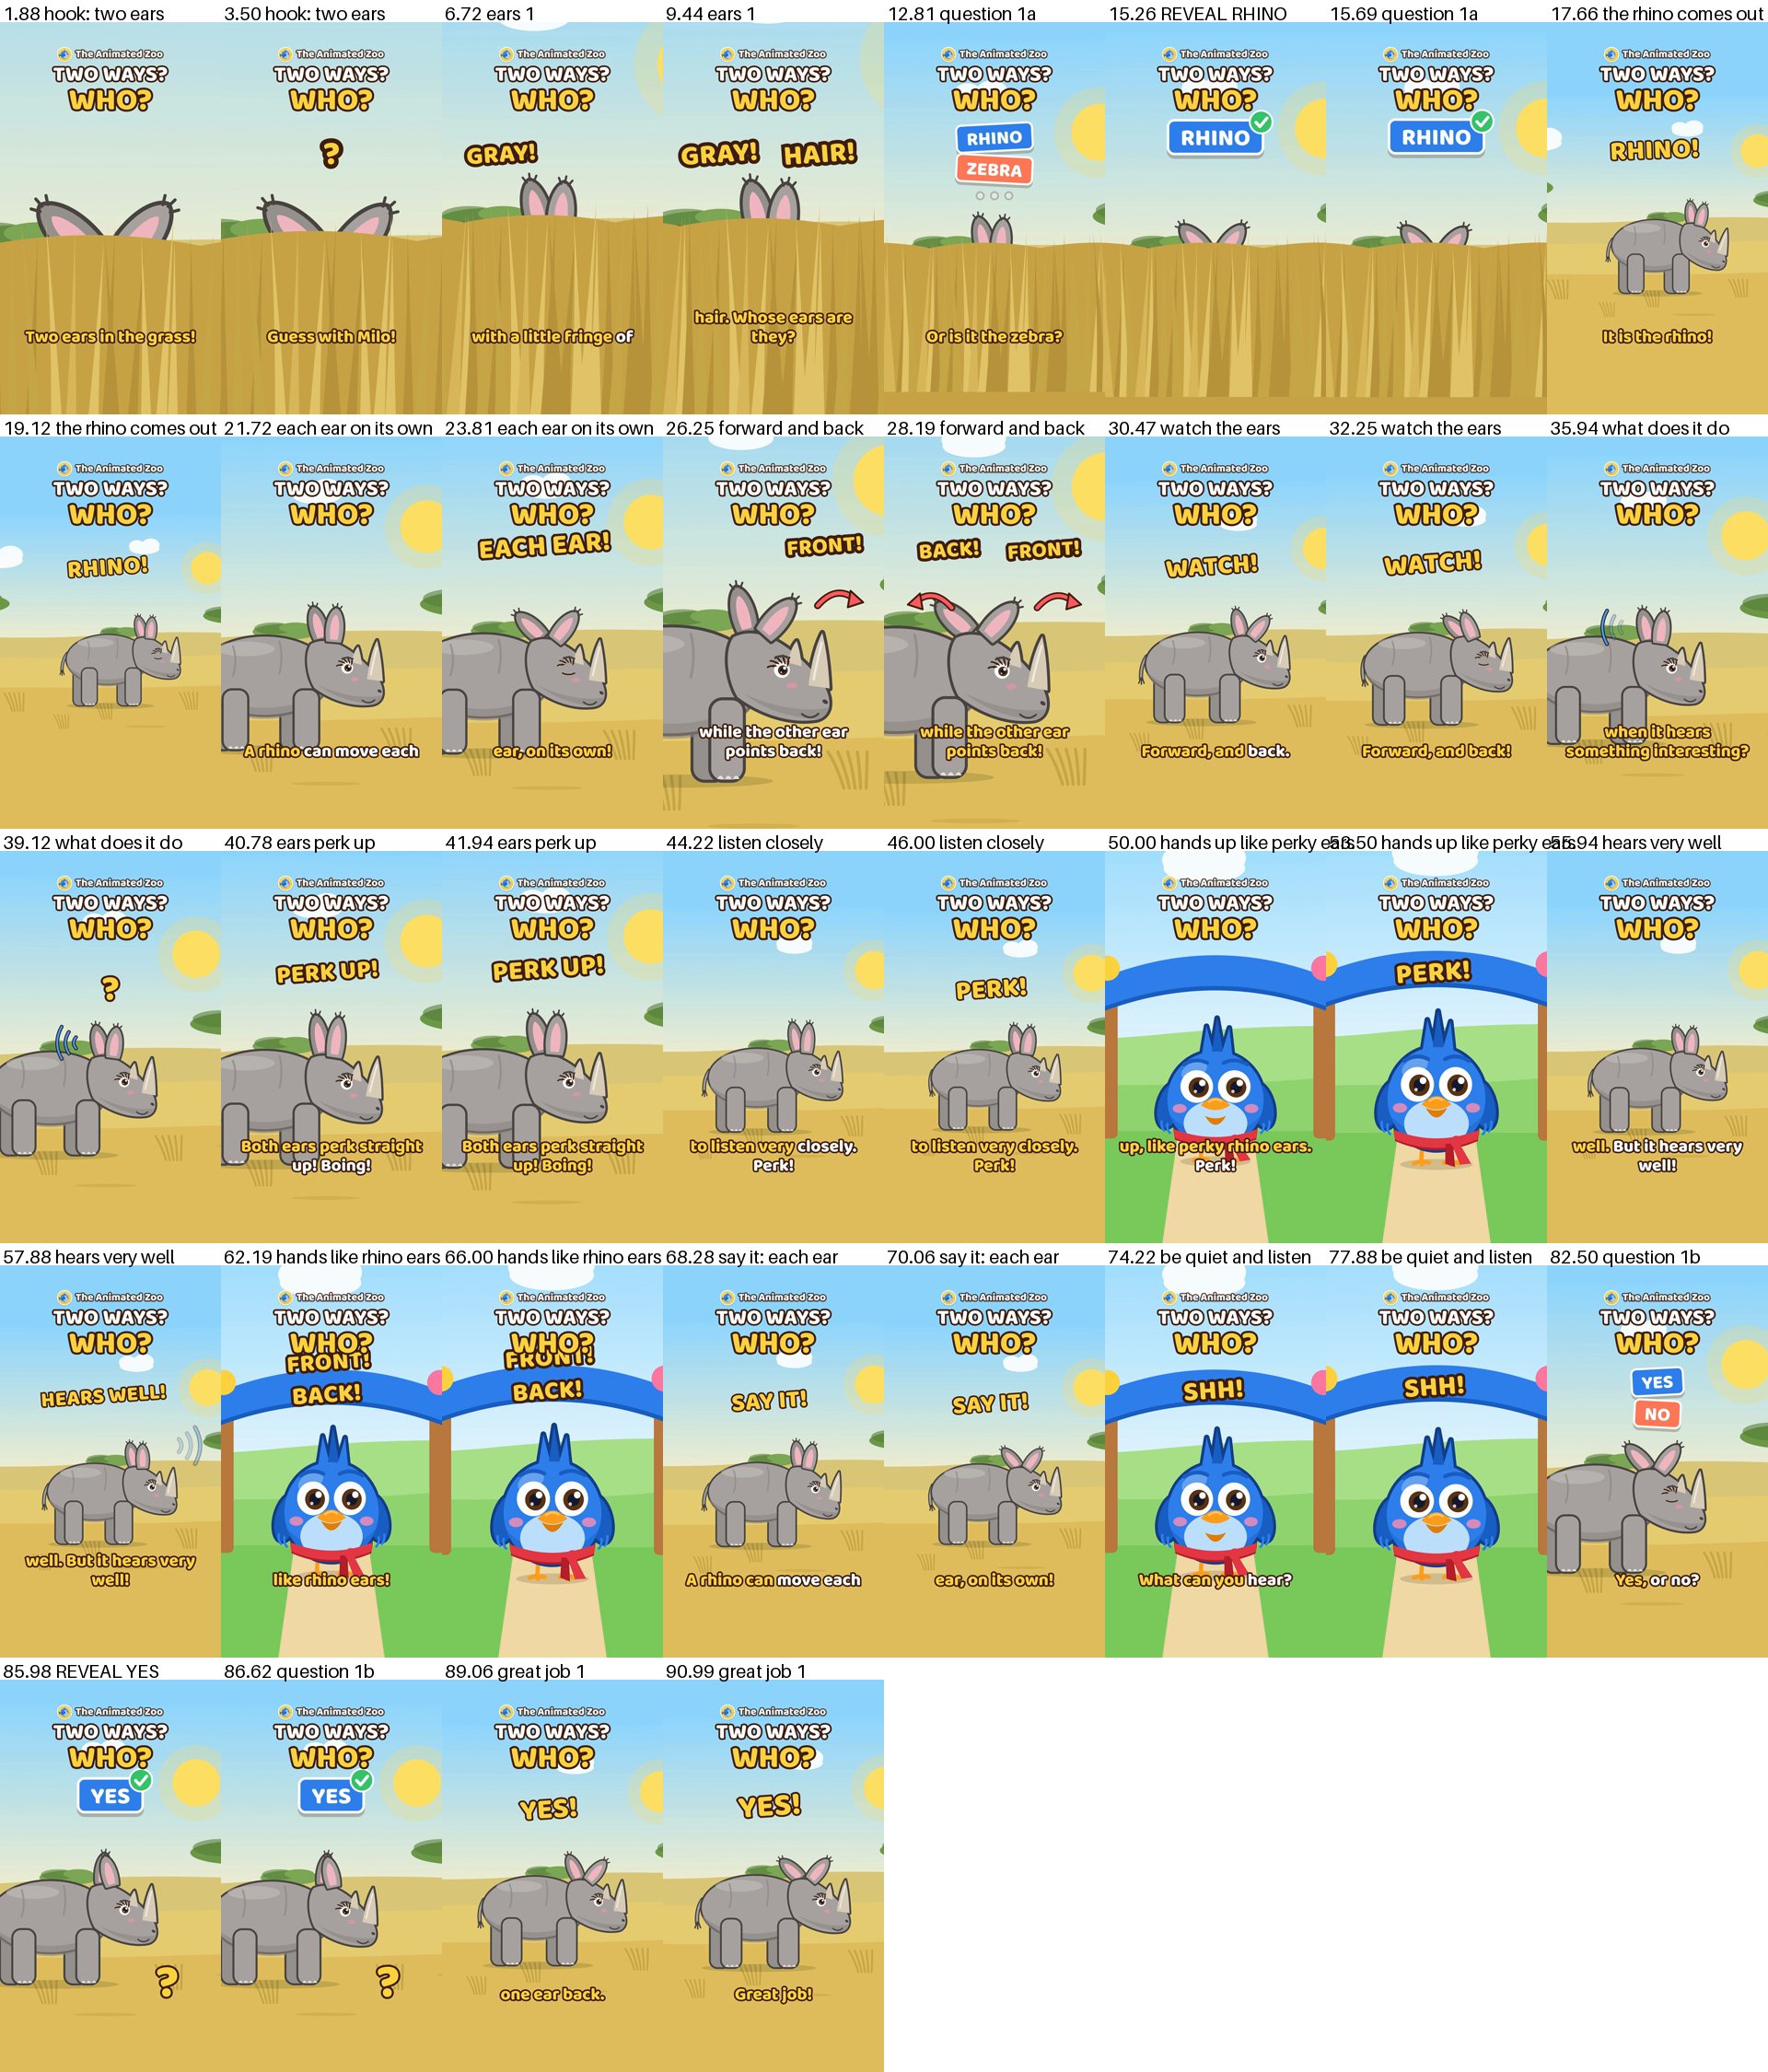 1.88 hook: two ears
The Animated Zoo
TWO WAYS?
WHO?
Two ears in the grass!
3.50 hook: two ears
The Animated Zoo
TWO WAYS?
WHO?
?
Guess with Milo!
6.72 ears 1
The Animated Zoo
TWO WAYS?
WHO?
GRAY!
with a little fringe of
9.44 ears 1
The Animated Zoo
TWO WAYS?
WHO?
GRAY! HAIR!
hair. Whose ears are
they?
12.81 question 1a
The Animated Zoo
TWO WAYS?
WHO?
RHINO
ZEBRA
Or is it the zebra?
15.26 REVEAL RHINO
The Animated Zoo
TWO WAYS?
WHO?
RHINO
15.69 question 1a
The Animated Zoo
TWO WAYS?
WHO?
RHINO
17.66 the rhino comes out
The Animated Zoo
TWO WAYS?
WHO?
RHINO!
It is the rhino!
19.12 the rhino comes out
The Animated Zoo
TWO WAYS?
WHO?
RHINO!
21.72 each ear on its own
The Animated Zoo
TWO WAYS?
WHO?
A rhino can move each
23.81 each ear on its own
The Animated Zoo
TWO WAYS?
WHO?
EACH EAR!
ear, on its own!
26.25 forward and back
The Animated Zoo
TWO WAYS?
WHO?
FRONT!
while the other ear
points back!
28.19 forward and back
The Animated Zoo
TWO WAYS?
WHO?
BACK! FRONT!
while the other ear
points back!
30.47 watch the ears
The Animated Zoo
TWO WAYS?
WHO?
WATCH!
Forward, and back.
32.25 watch the ears
The Animated Zoo
TWO WAYS?
WHO?
WATCH!
Forward, and back!
35.94 what does it do
The Animated Zoo
TWO WAYS?
WHO?
when it hears
something interesting?
39.12 what does it do
The Animated Zoo
TWO WAYS?
WHO?
?
40.78 ears perk up
The Animated Zoo
TWO WAYS?
WHO?
PERK UP!
Both ears perk straight
up! Boing!
41.94 ears perk up
The Animated Zoo
TWO WAYS?
WHO?
PERK UP!
Both ears perk straight
up! Boing!
44.22 listen closely
The Animated Zoo
TWO WAYS?
WHO?
to listen very closely.
Perk!
46.00 listen closely
The Animated Zoo
TWO WAYS?
WHO?
PERK!
to listen very closely.
Perk!
50.00 hands up like perky ears
The Animated Zoo
TWO WAYS?
WHO?
up, like perky rhino ears.
Perk!
53.50 hands up like perky ears
The Animated Zoo
TWO WAYS?
WHO?
PERK!
55.94 hears very well
The Animated Zoo
TWO WAYS?
WHO?
well. But it hears very
well!
57.88 hears very well
The Animated Zoo
TWO WAYS?
WHO?
HEARS WELL!
well. But it hears very
well!
62.19 hands like rhino ears
The Animated Zoo
TWO WAYS?
WHO?
FRONT!
BACK!
like rhino ears!
66.00 hands like rhino ears
The Animated Zoo
TWO WAYS?
WHO?
FRONT!
BACK!
68.28 say it: each ear
The Animated Zoo
TWO WAYS?
WHO?
SAY IT!
A rhino can move each
70.06 say it: each ear
The Animated Zoo
TWO WAYS?
WHO?
SAY IT!
ear, on its own!
74.22 be quiet and listen
The Animated Zoo
TWO WAYS?
WHO?
SHH!
What can you hear?
77.88 be quiet and listen
The Animated Zoo
TWO WAYS?
WHO?
SHH!
82.50 question 1b
The Animated Zoo
TWO WAYS?
WHO?
YES
NO
Yes, or no?
85.98 REVEAL YES
The Animated Zoo
TWO WAYS?
WHO?
YES
?
86.62 question 1b
The Animated Zoo
TWO WAYS?
WHO?
YES
?
89.06 great job 1
The Animated Zoo
TWO WAYS?
WHO?
YES!
one ear back.
90.99 great job 1
The Animated Zoo
TWO WAYS?
WHO?
YES!
Great job!